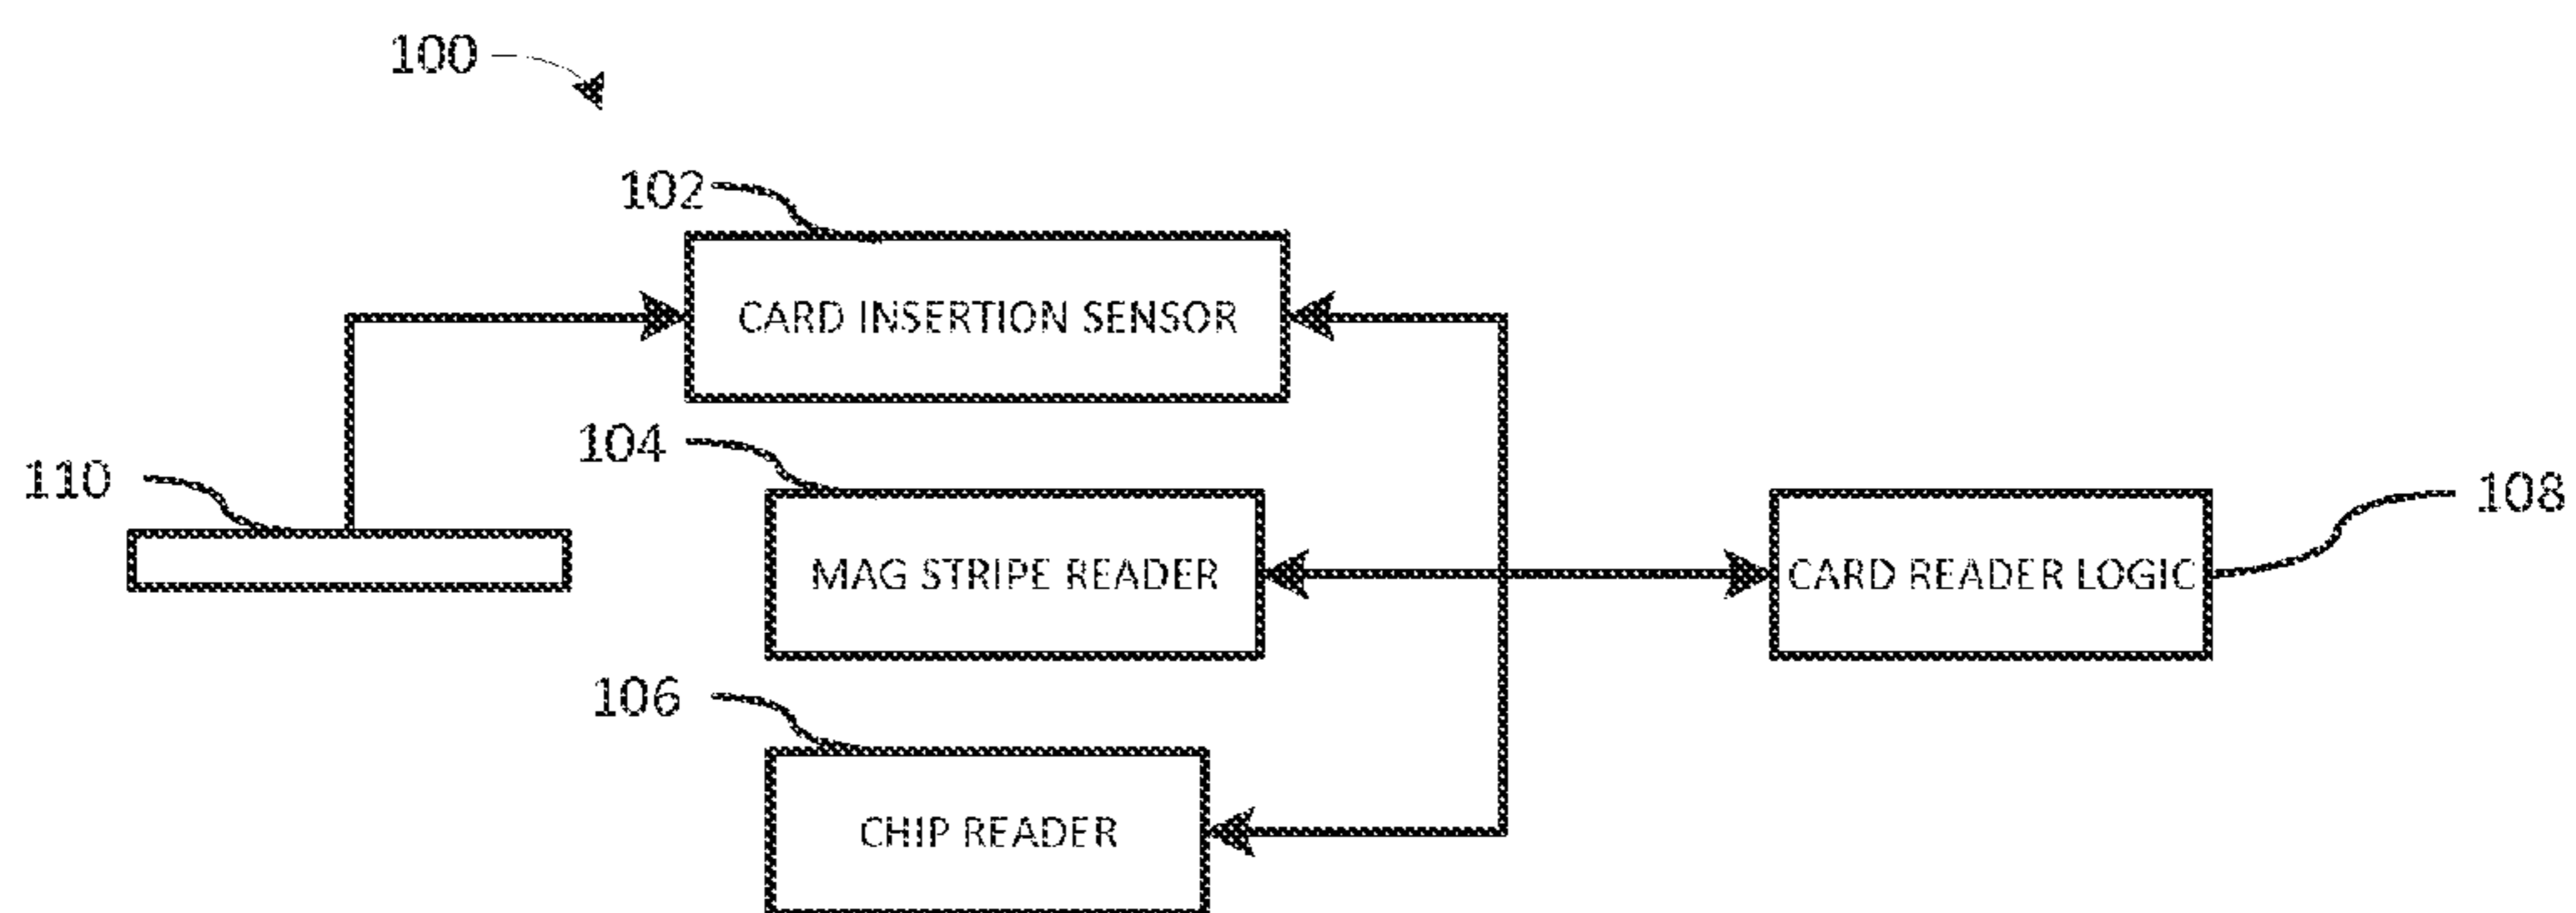 100
102
CARD INSERTION SENSOR
104
110
108
MAG STRIPE READER
CARD READER LOGIC
106
CHIP READER